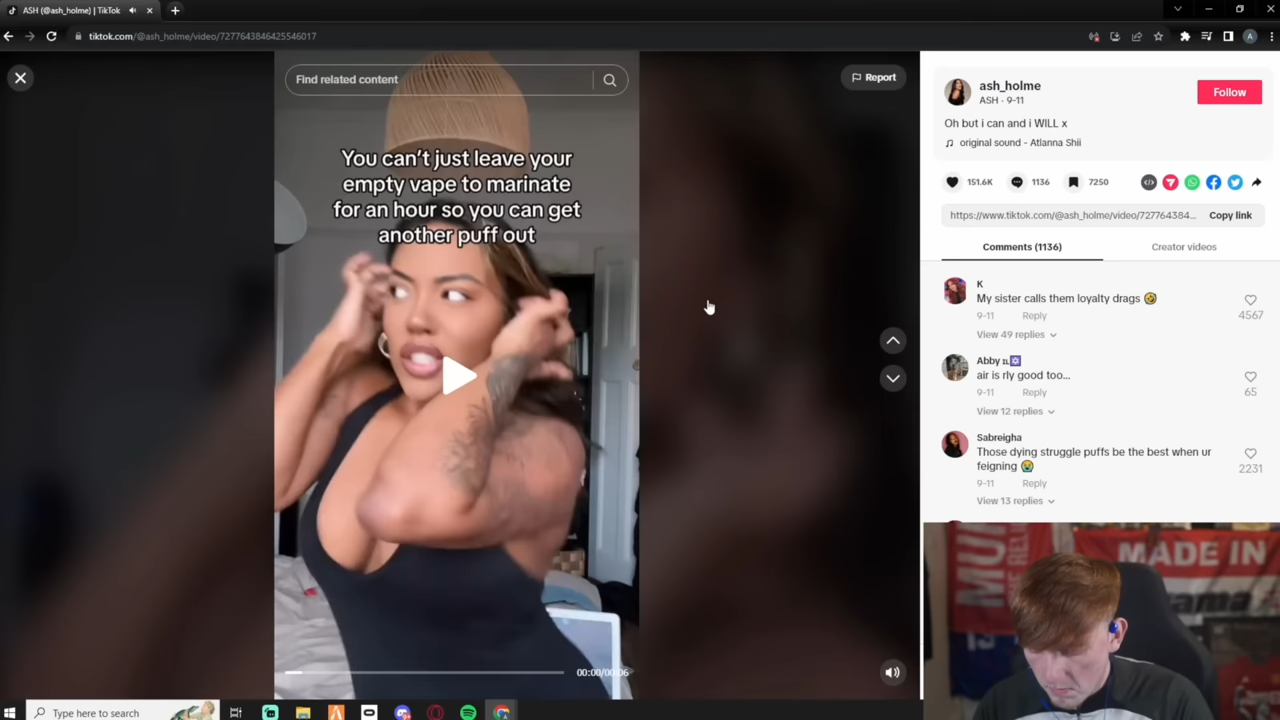 ASH (@ash_holme) | TikTok
tiktok.com/@ash_holme/video/7277643846425546017
Find related content
Report
You can't just leave your
empty vape to marinate
for an hour so you can get
another puff out
00:00/00:06
ash_holme
ASH · 9-11
Follow
Oh but i can and i WILL x
original sound - Atlanna Shii
151.6K
1136
7250
https://www.tiktok.com/@ash_holme/video/727764384...
Copy link
Comments (1136)
Creator videos
K
My sister calls them loyalty drags 🤣
9-11 Reply
4567
View 49 replies
Abby ♏🔯
air is rly good too...
9-11 Reply
65
View 12 replies
Sabreigha
Those dying struggle puffs be the best when ur
feigning 😭
9-11 Reply
2231
View 13 replies
MADE IN
Type here to search